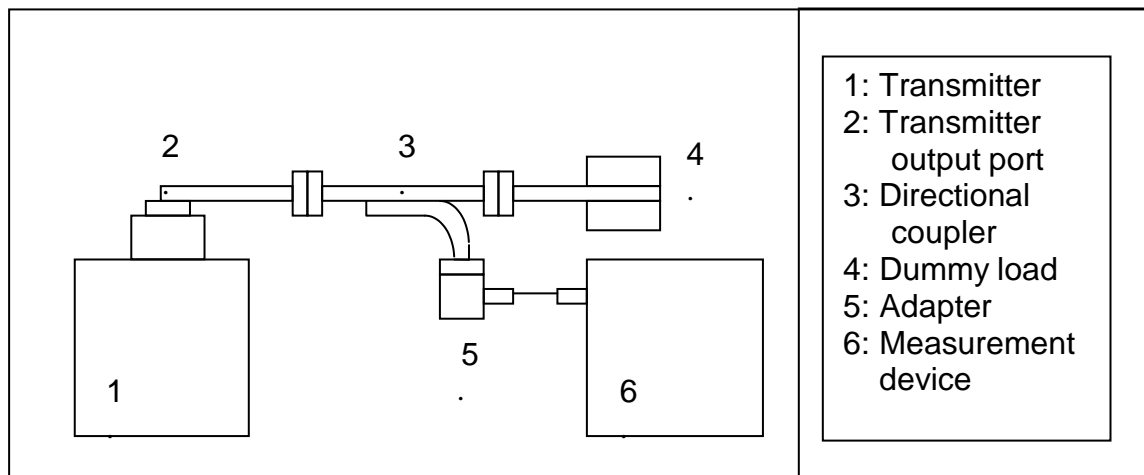 2
3
4
5
1
6
1: Transmitter
2: Transmitter
output port
3: Directional
coupler
4: Dummy load
5: Adapter
6: Measurement
device